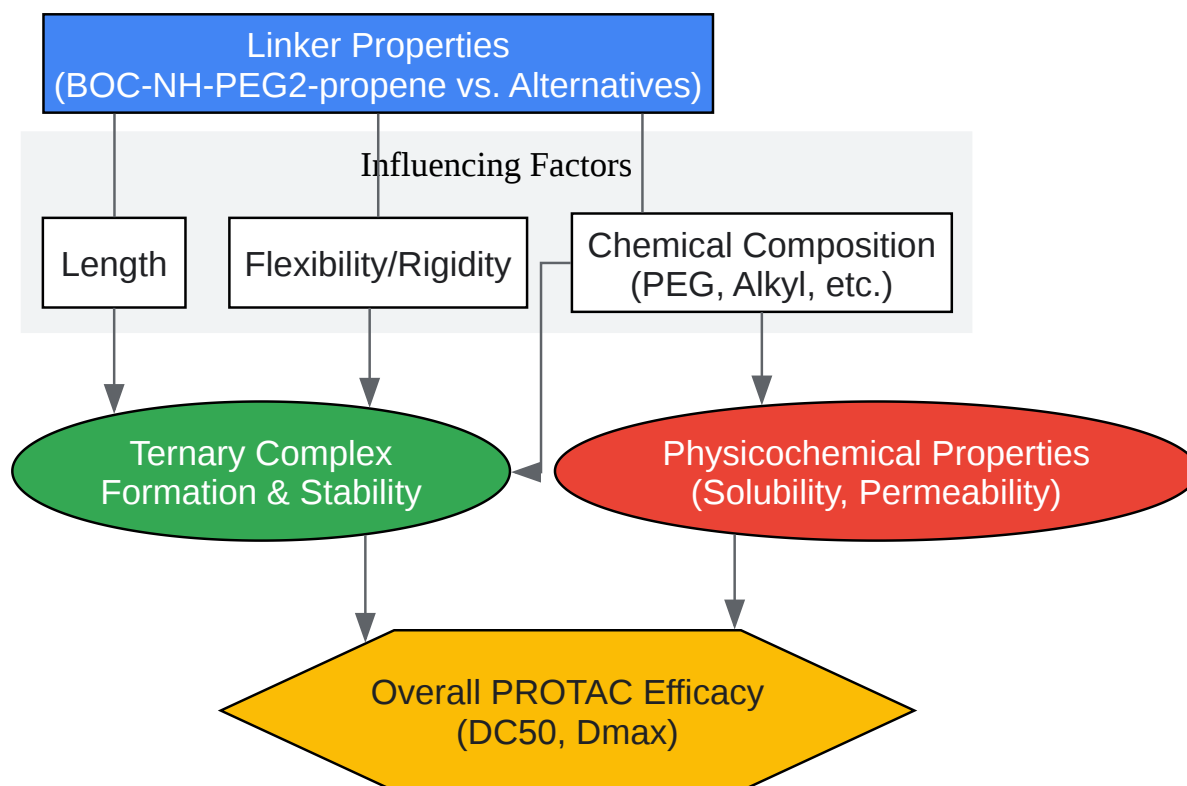 Linker Properties
(BOC-NH-PEG2-propene vs. Alternatives)
Influencing Factors
Length
Flexibility/Rigidity
Chemical Composition
(PEG, Alkyl, etc.)
Ternary Complex
Formation & Stability
Physicochemical Properties
(Solubility, Permeability)
Overall PROTAC Efficacy
(DC50, Dmax)